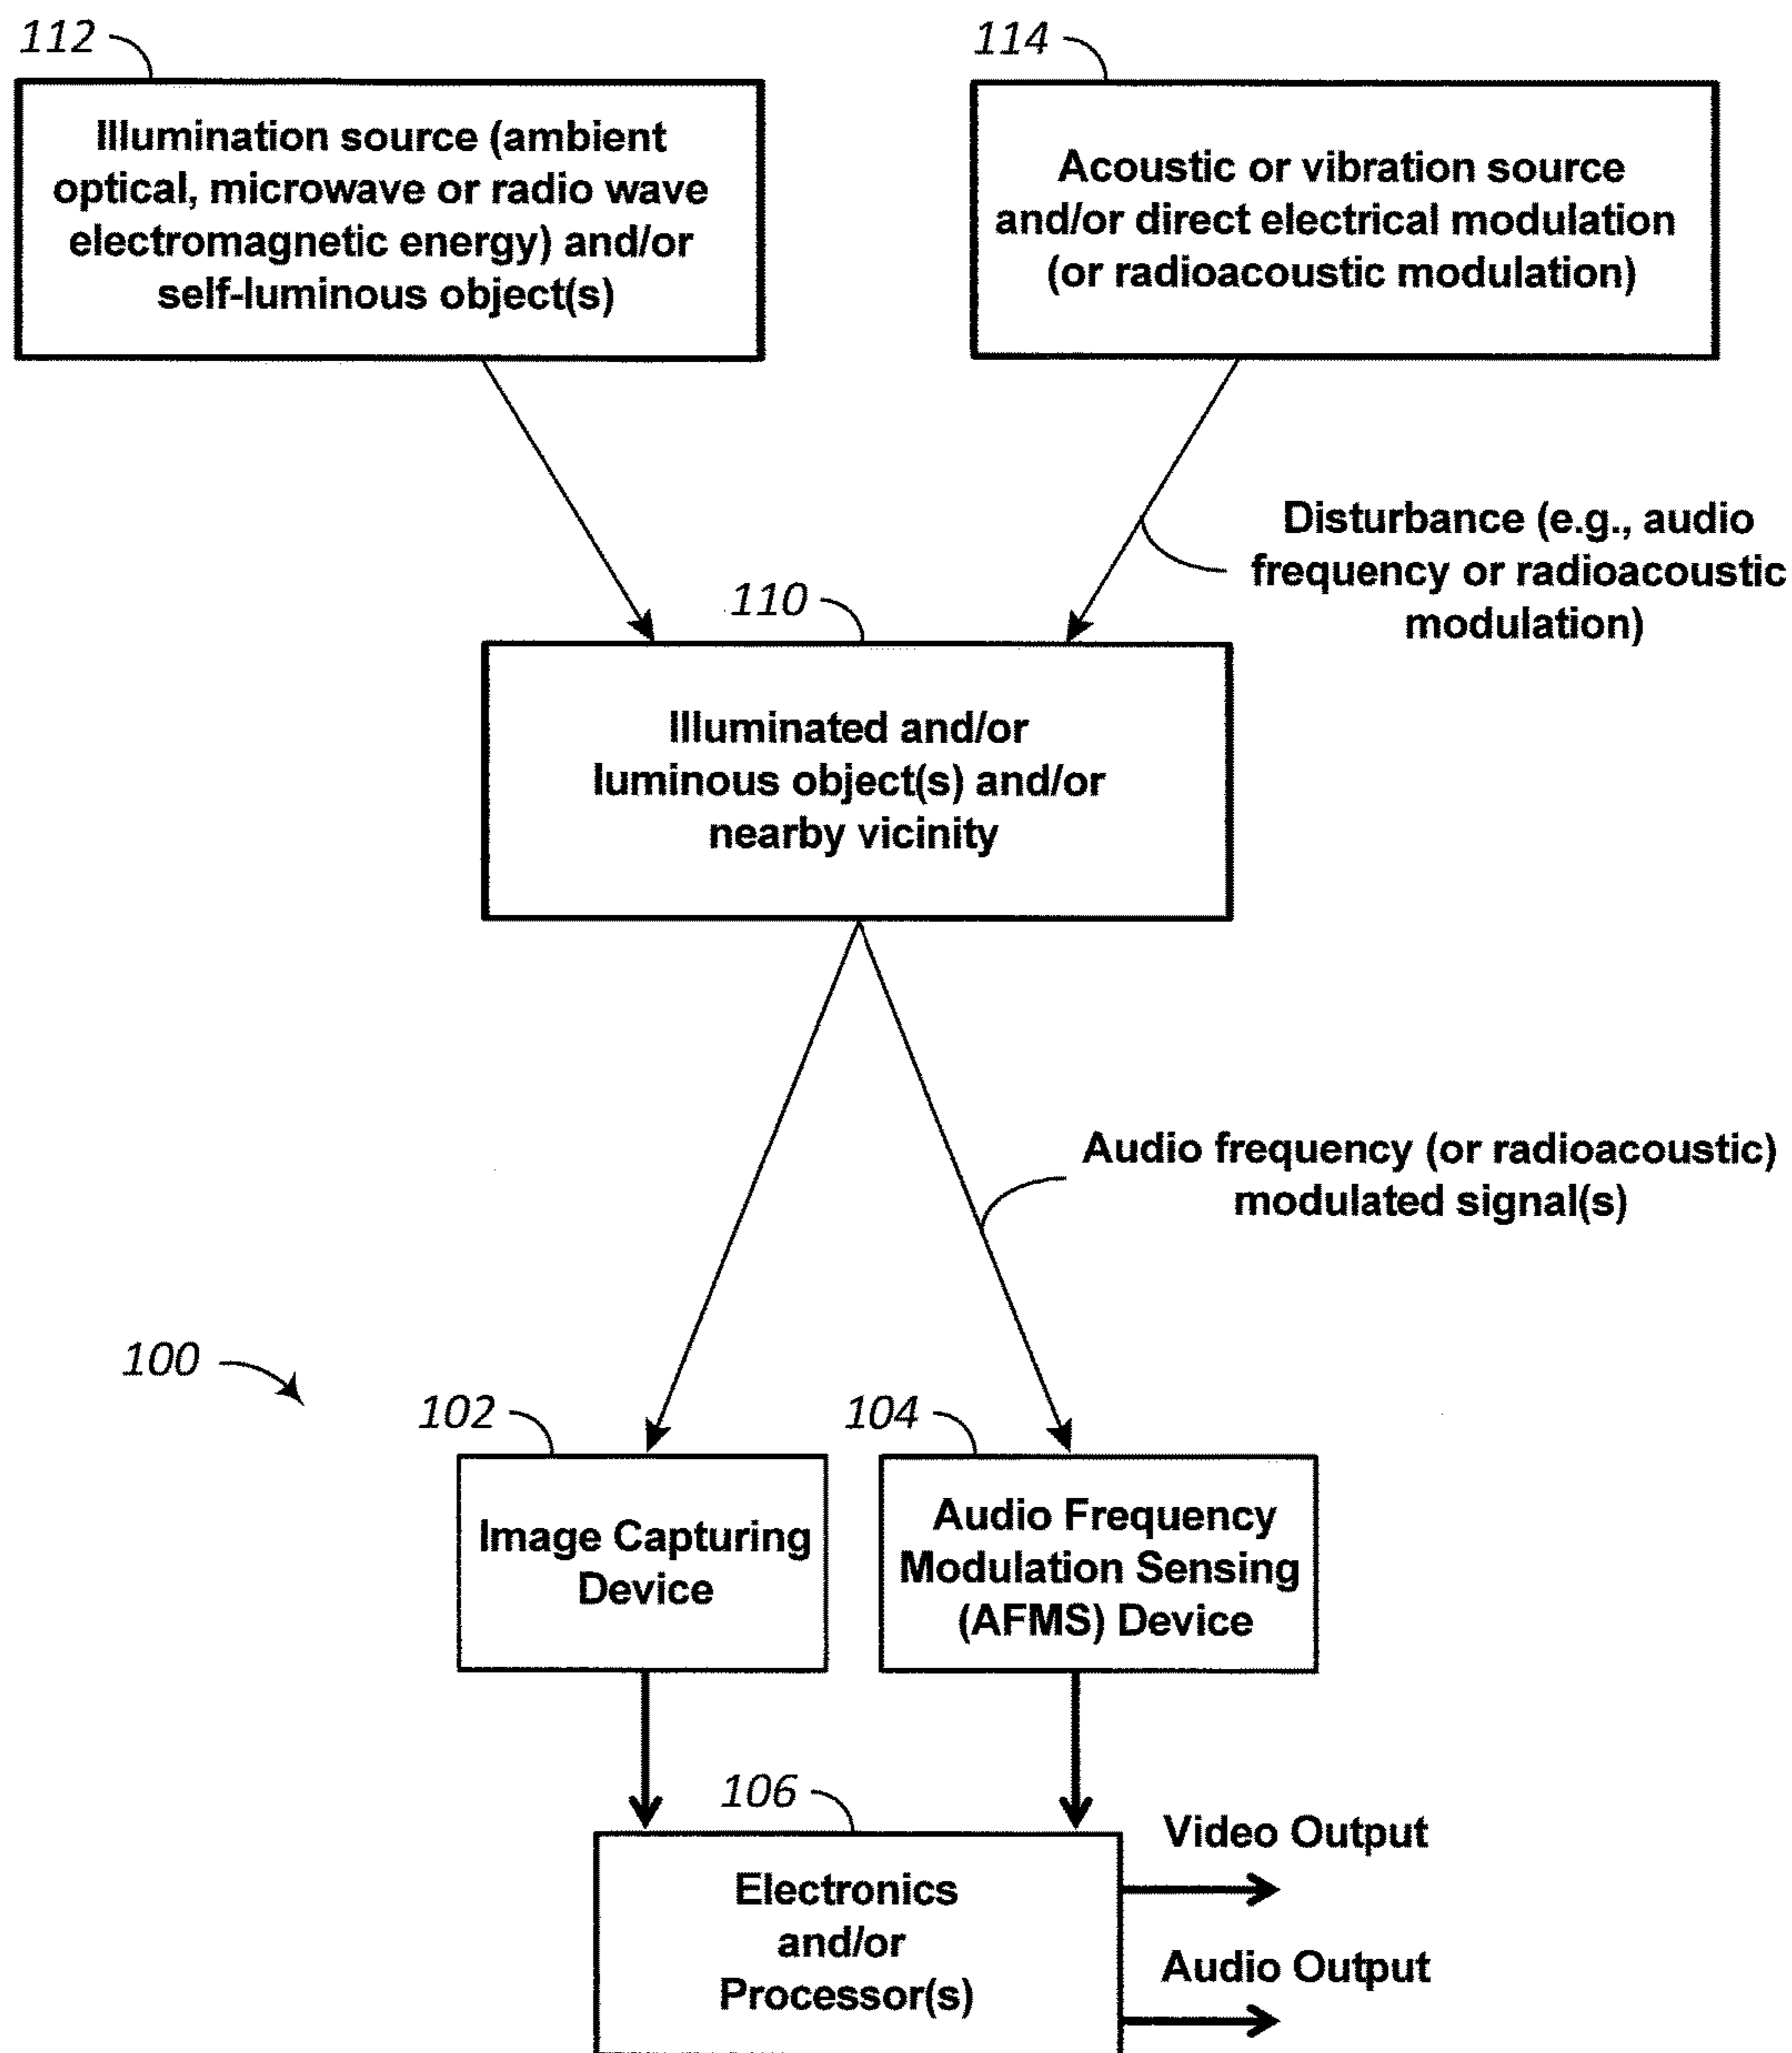 112
Illumination source (ambient
optical, microwave or radio wave
electromagnetic energy) and/or
self-luminous object(s)
114
Acoustic or vibration source
and/or direct electrical modulation
(or radioacoustic modulation)
Disturbance (e.g., audio
frequency or radioacoustic
modulation)
110
Illuminated and/or
luminous object(s) and/or
nearby vicinity
Audio frequency (or radioacoustic)
modulated signal(s)
100
102
Image Capturing
Device
104
Audio Frequency
Modulation Sensing
(AFMS) Device
106
Electronics
and/or
Processor(s)
Video Output
Audio Output